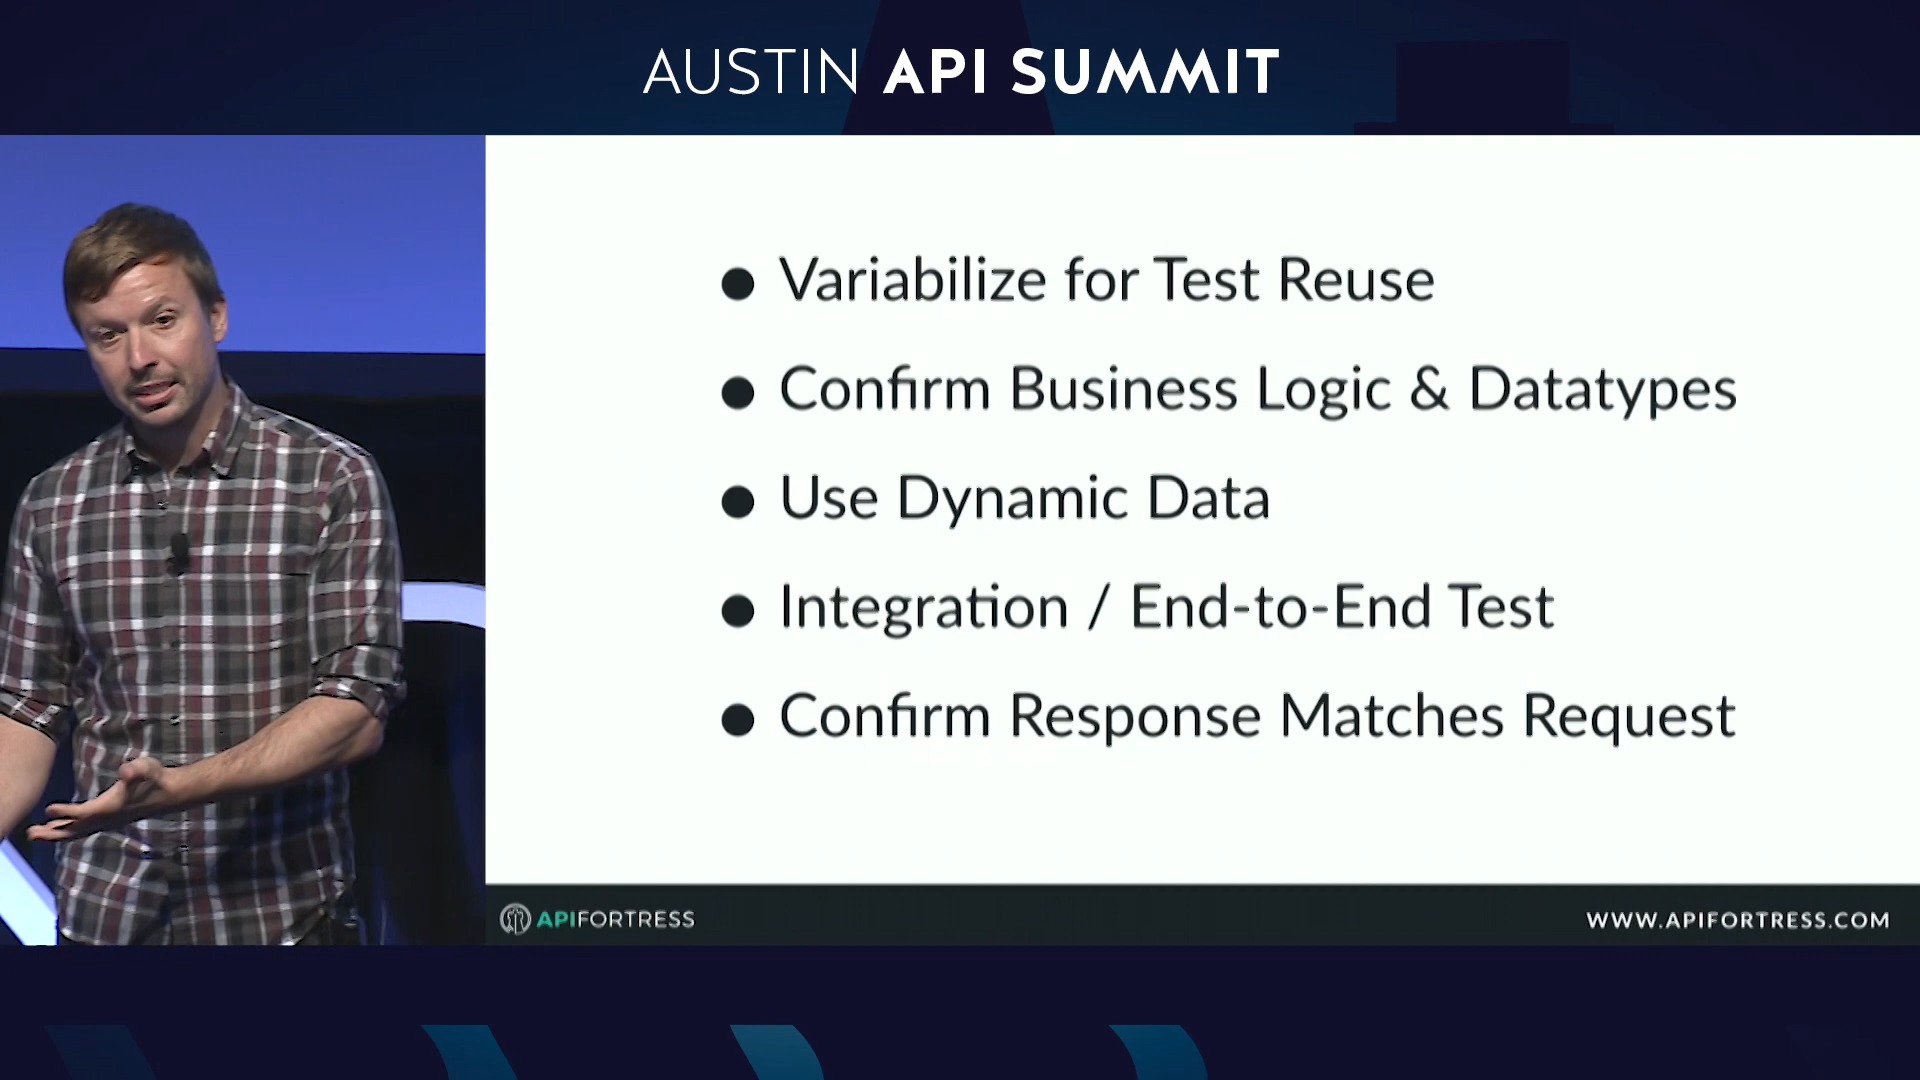 AUSTIN API SUMMIT
● Variabilize for Test Reuse
● Confirm Business Logic & Datatypes
● Use Dynamic Data
● Integration / End-to-End Test
● Confirm Response Matches Request
APIFORTRESS
WWW.APIFORTRESS.COM